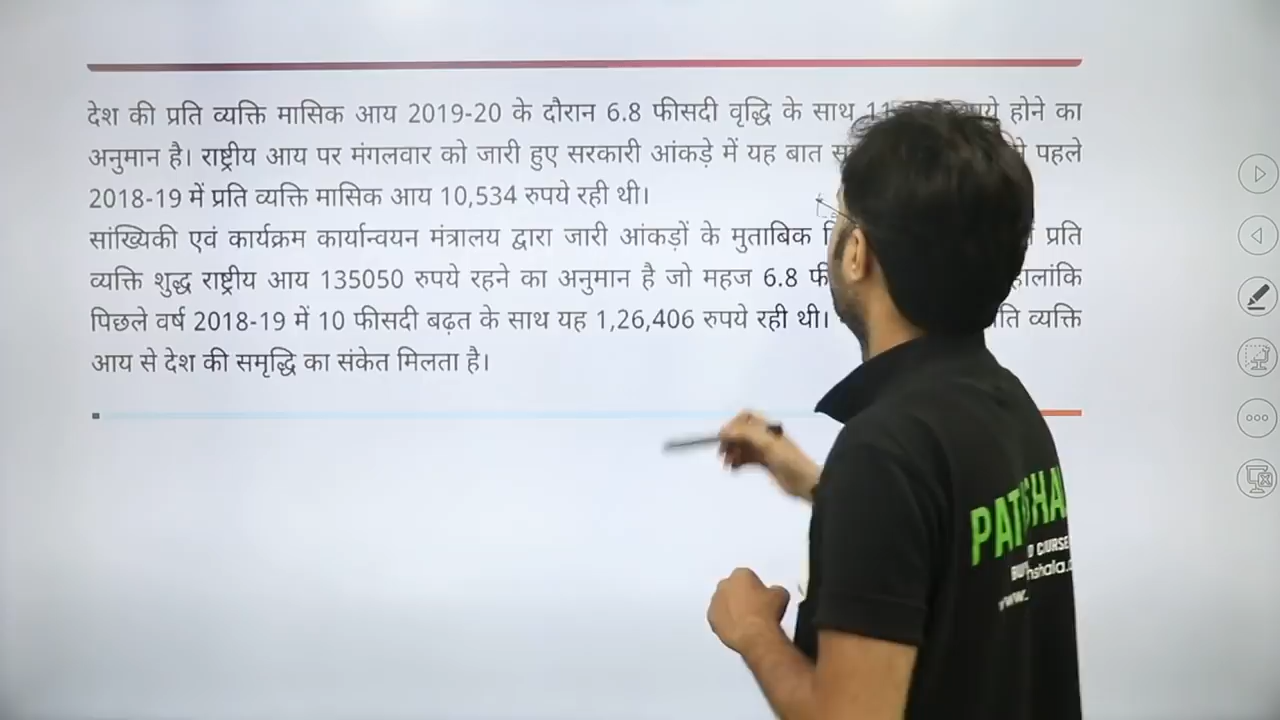 देश की प्रति व्यक्ति मासिक आय 2019-20 के दौरान 6.8 फीसदी वृद्धि के साथ होने का
अनुमान है। राष्ट्रीय आय पर मंगलवार को जारी हुए सरकारी आंकड़े में यह बात पहले
2018-19 में प्रति व्यक्ति मासिक आय 10,534 रुपये रही थी।
सांख्यिकी एवं कार्यक्रम कार्यान्वयन मंत्रालय द्वारा जारी आंकड़ों के मुताबिक प्रति
व्यक्ति शुद्ध राष्ट्रीय आय 135050 रुपये रहने का अनुमान है जो महज 6.8 हालांकि
पिछले वर्ष 2018-19 में 10 फीसदी बढ़त के साथ यह 1,26,406 रुपये रही थी। व्यक्ति
आय से देश की समृद्धि का संकेत मिलता है।